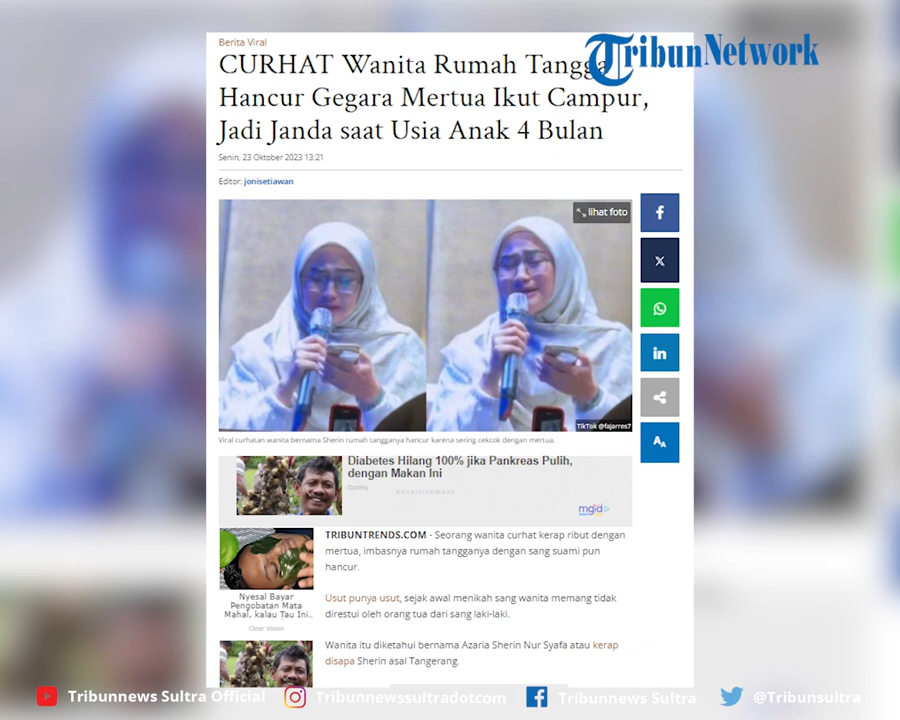 TribunNetwork
Berita Viral
CURHAT Wanita Rumah Tangga
Hancur Gegara Mertua Ikut Campur,
Jadi Janda saat Usia Anak 4 Bulan
Senin, 23 Oktober 2023 13:21
Editor: jonisetiawan
lihat foto
TikTok @fajarres7
Viral curhatan wanita bernama Sherin rumah tangganya hancur karena sering cekcok dengan mertua.
Diabetes Hilang 100% jika Pankreas Pulih,
dengan Makan Ini
Advertisement
mgid
TRIBUNTRENDS.COM - Seorang wanita curhat kerap ribut dengan
mertua, imbasnya rumah tangganya dengan sang suami pun
hancur.
Nyesal Bayar
Pengobatan Mata
Mahal, kalau Tau Ini..
Clear Vision
Usut punya usut, sejak awal menikah sang wanita memang tidak
direstui oleh orang tua dari sang laki-laki.
Wanita itu diketahui bernama Azaria Sherin Nur Syafa atau kerap
disapa Sherin asal Tangerang.
Tribunnews Sultra Official
Tribunnewssultradotcom
Tribunnews Sultra
@Tribunsultra